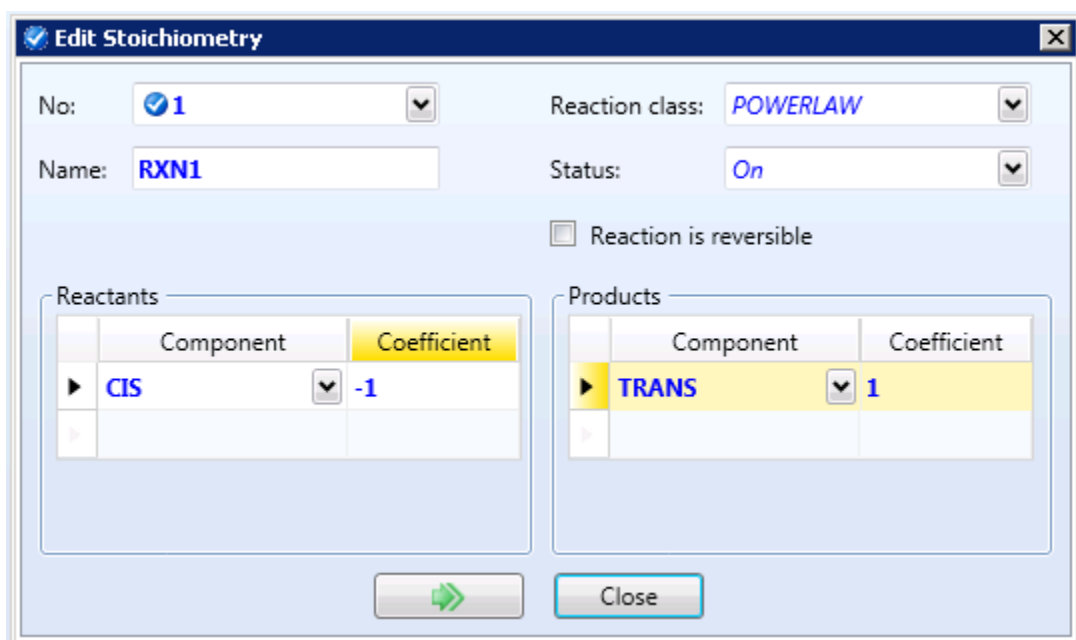 Edit Stoichiometry
No: 1 Reaction class: POWERLAW
Name: RXN1 Status: On
Reaction is reversible
Reactants Products
Component Coefficient Component Coefficient
CIS -1 TRANS 1
Close